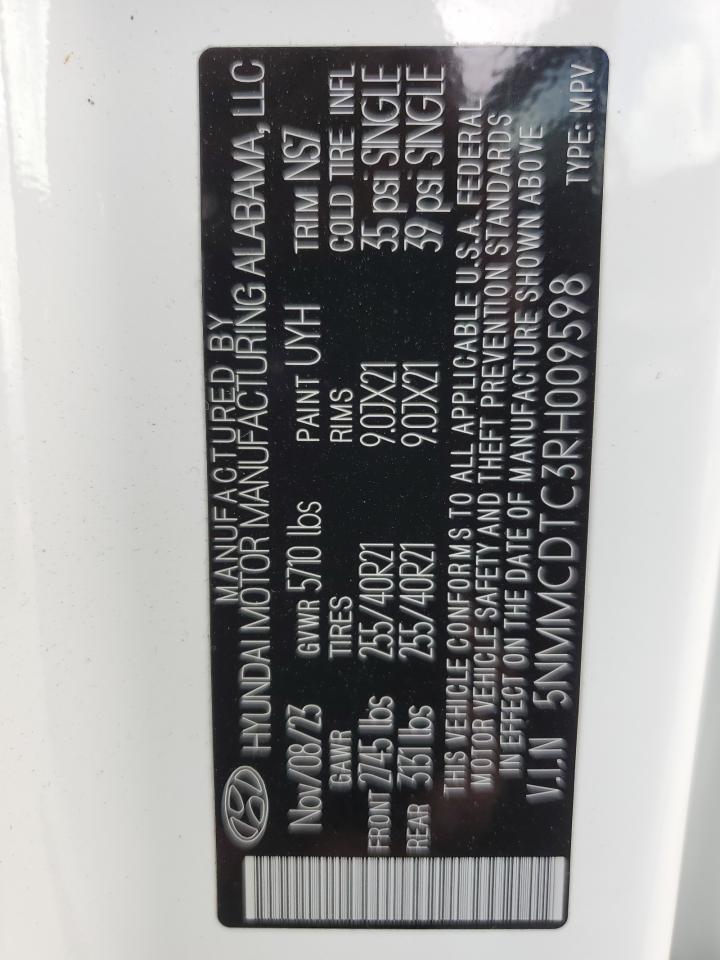 MANUFACTURED BY
HYUNDAI MOTOR MANUFACTURING ALABAMA, LLC
Nov/08/23 GVWR 5710 lbs PAINT UYH TRIM NS7
GAWR TIRES RIMS COLD TIRE INFL
FRONT 2745 lbs 255/40R21 9.0JX21 35 psi SINGLE
REAR 3131 lbs 255/40R21 9.0JX21 39 psi SINGLE
THIS VEHICLE CONFORMS TO ALL APPLICABLE U.S.A. FEDERAL
MOTOR VEHICLE SAFETY AND THEFT PREVENTION STANDARDS
IN EFFECT ON THE DATE OF MANUFACTURE SHOWN ABOVE
V.I.N 5NMMCDTC3RH009598 TYPE: MPV